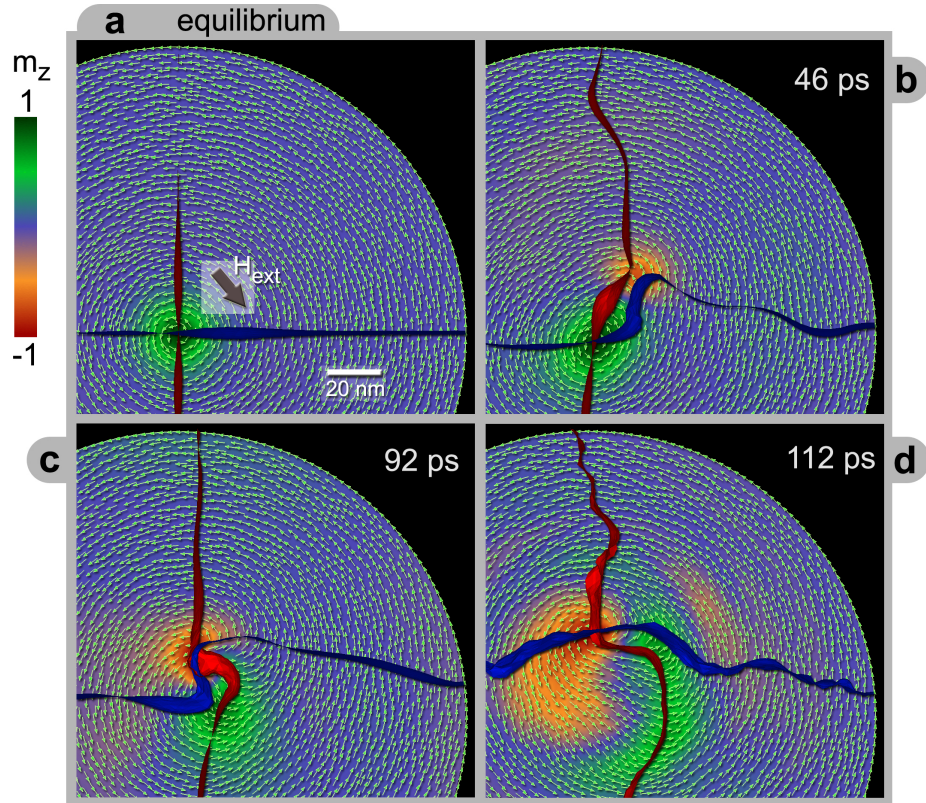 a equilibrium
m_z
1
-1
H_ext
20 nm
46 ps
b
c
92 ps
112 ps
d